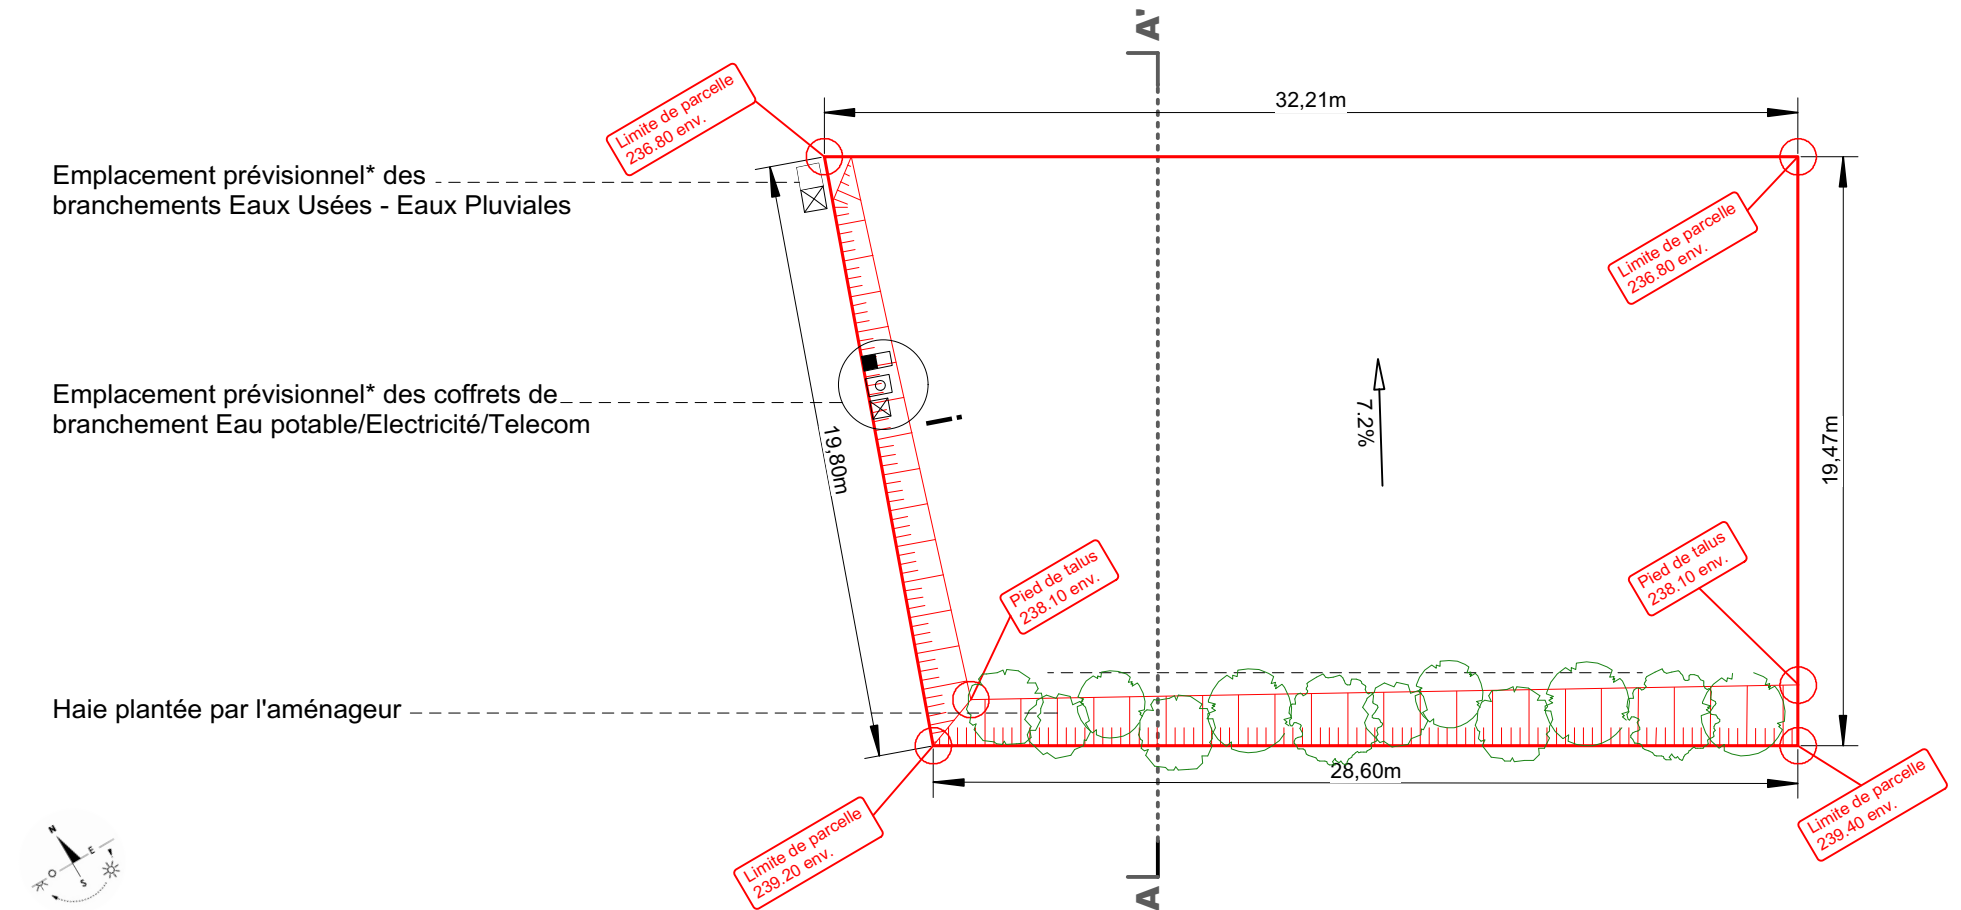 A'
32,21m
Limite de parcelle
236.80 env.
Emplacement prévisionnel* des
branchements Eaux Usées - Eaux Pluviales
Limite de parcelle
236.80 env.
Emplacement prévisionnel* des coffrets de
branchement Eau potable/Electricité/Telecom
7.2%
19,80m
19,47m
Pied de talus
238.10 env.
Pied de talus
238.10 env.
Haie plantée par l'aménageur
28,60m
Limite de parcelle
239.20 env.
Limite de parcelle
239.40 env.
A
N
E
O
S